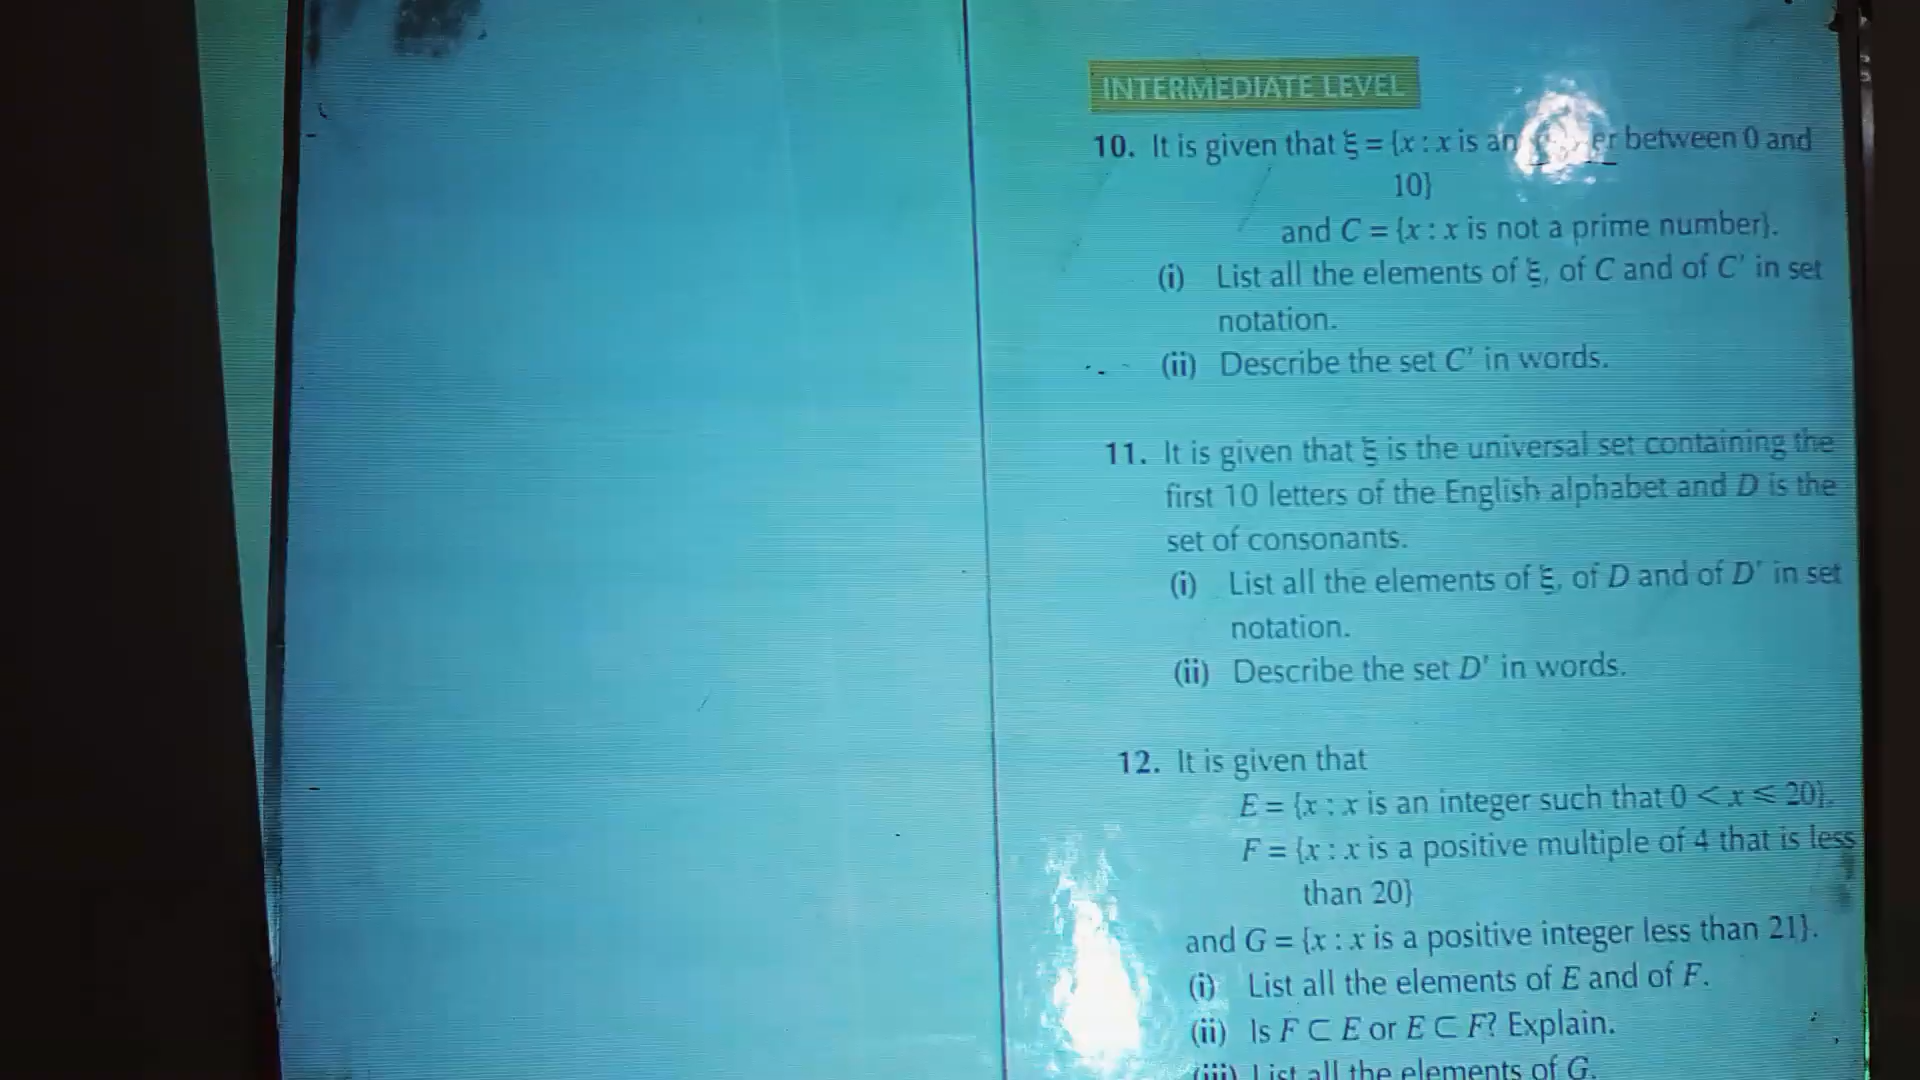 INTERMEDIATE LEVEL
10. It is given that ξ = {x : x is an er between 0 and
10}
and C = {x : x is not a prime number}.
(i) List all the elements of ξ, of C and of C' in set
notation.
(ii) Describe the set C' in words.
11. It is given that ξ is the universal set containing the
first 10 letters of the English alphabet and D is the
set of consonants.
(i) List all the elements of ξ, of D and of D' in set
notation.
(ii) Describe the set D' in words.
12. It is given that
E = {x : x is an integer such that 0 < x ⩽ 20},
F = {x : x is a positive multiple of 4 that is less
than 20}
and G = {x : x is a positive integer less than 21}.
(i) List all the elements of E and of F.
(ii) Is F ⊂ E or E ⊂ F? Explain.
(iii) List all the elements of G.